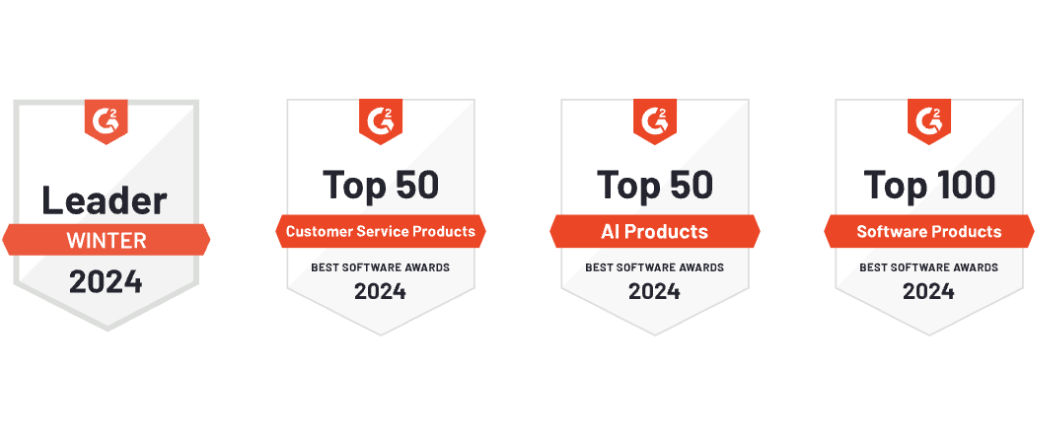 G2
Leader
WINTER
2024
G2
Top 50
Customer Service Products
BEST SOFTWARE AWARDS
2024
G2
Top 50
AI Products
BEST SOFTWARE AWARDS
2024
G2
Top 100
Software Products
BEST SOFTWARE AWARDS
2024